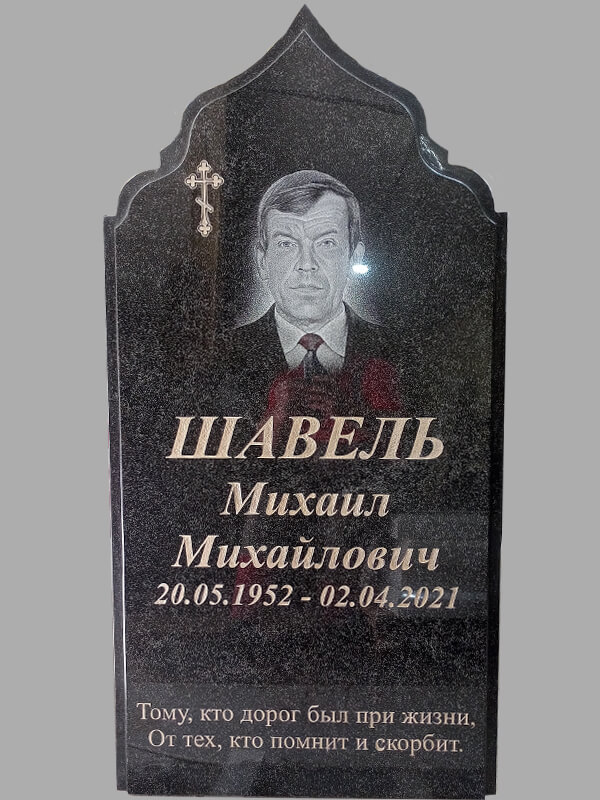 ШАВЕЛЬ
Михаил
Михайлович
20.05.1952 - 02.04.2021
Тому, кто дорог был при жизни,
От тех, кто помнит и скорбит.